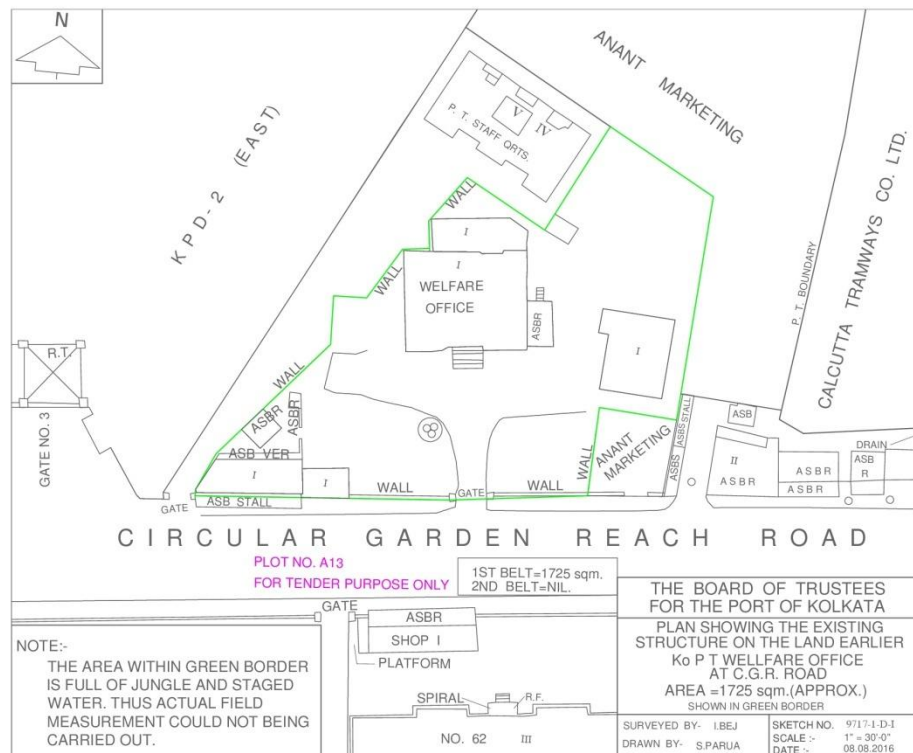 N
ANANT MARKETING
KPD-2 (EAST)
V
IV
P. T. STAFF QRTS.
WALL
I
I
WALL
WELFARE
OFFICE
ASBR
P. T. BOUNDARY
CALCUTTA TRAMWAYS CO. LTD.
R.T.
GATE NO. 3
WALL
I
ASBR
ASBR
ASB VER
I
I
ASB STALL
WALL
GATE
WALL
WALL
ANANT
MARKETING
ASBS
ASBS STALL
ASB
II
ASBR
ASBR
ASBR
ASB
R
DRAIN
GATE
CIRCULAR GARDEN REACH ROAD
PLOT NO. A13
FOR TENDER PURPOSE ONLY
1ST BELT=1725 sqm.
2ND BELT=NIL.
GATE
ASBR
SHOP I
PLATFORM
SPIRAL
R.F.
NO. 62 III
NOTE:-
THE AREA WITHIN GREEN BORDER
IS FULL OF JUNGLE AND STAGED
WATER. THUS ACTUAL FIELD
MEASUREMENT COULD NOT BEING
CARRIED OUT.
THE BOARD OF TRUSTEES
FOR THE PORT OF KOLKATA
PLAN SHOWING THE EXISTING
STRUCTURE ON THE LAND EARLIER
Ko P T WELLFARE OFFICE
AT C.G.R. ROAD
AREA =1725 sqm.(APPROX.)
SHOWN IN GREEN BORDER
SURVEYED BY- I.BEJ
DRAWN BY- S.PARUA
SKETCH NO. 9717-1-D-I
SCALE :- 1" = 30'-0"
DATE :- 08.08.2016